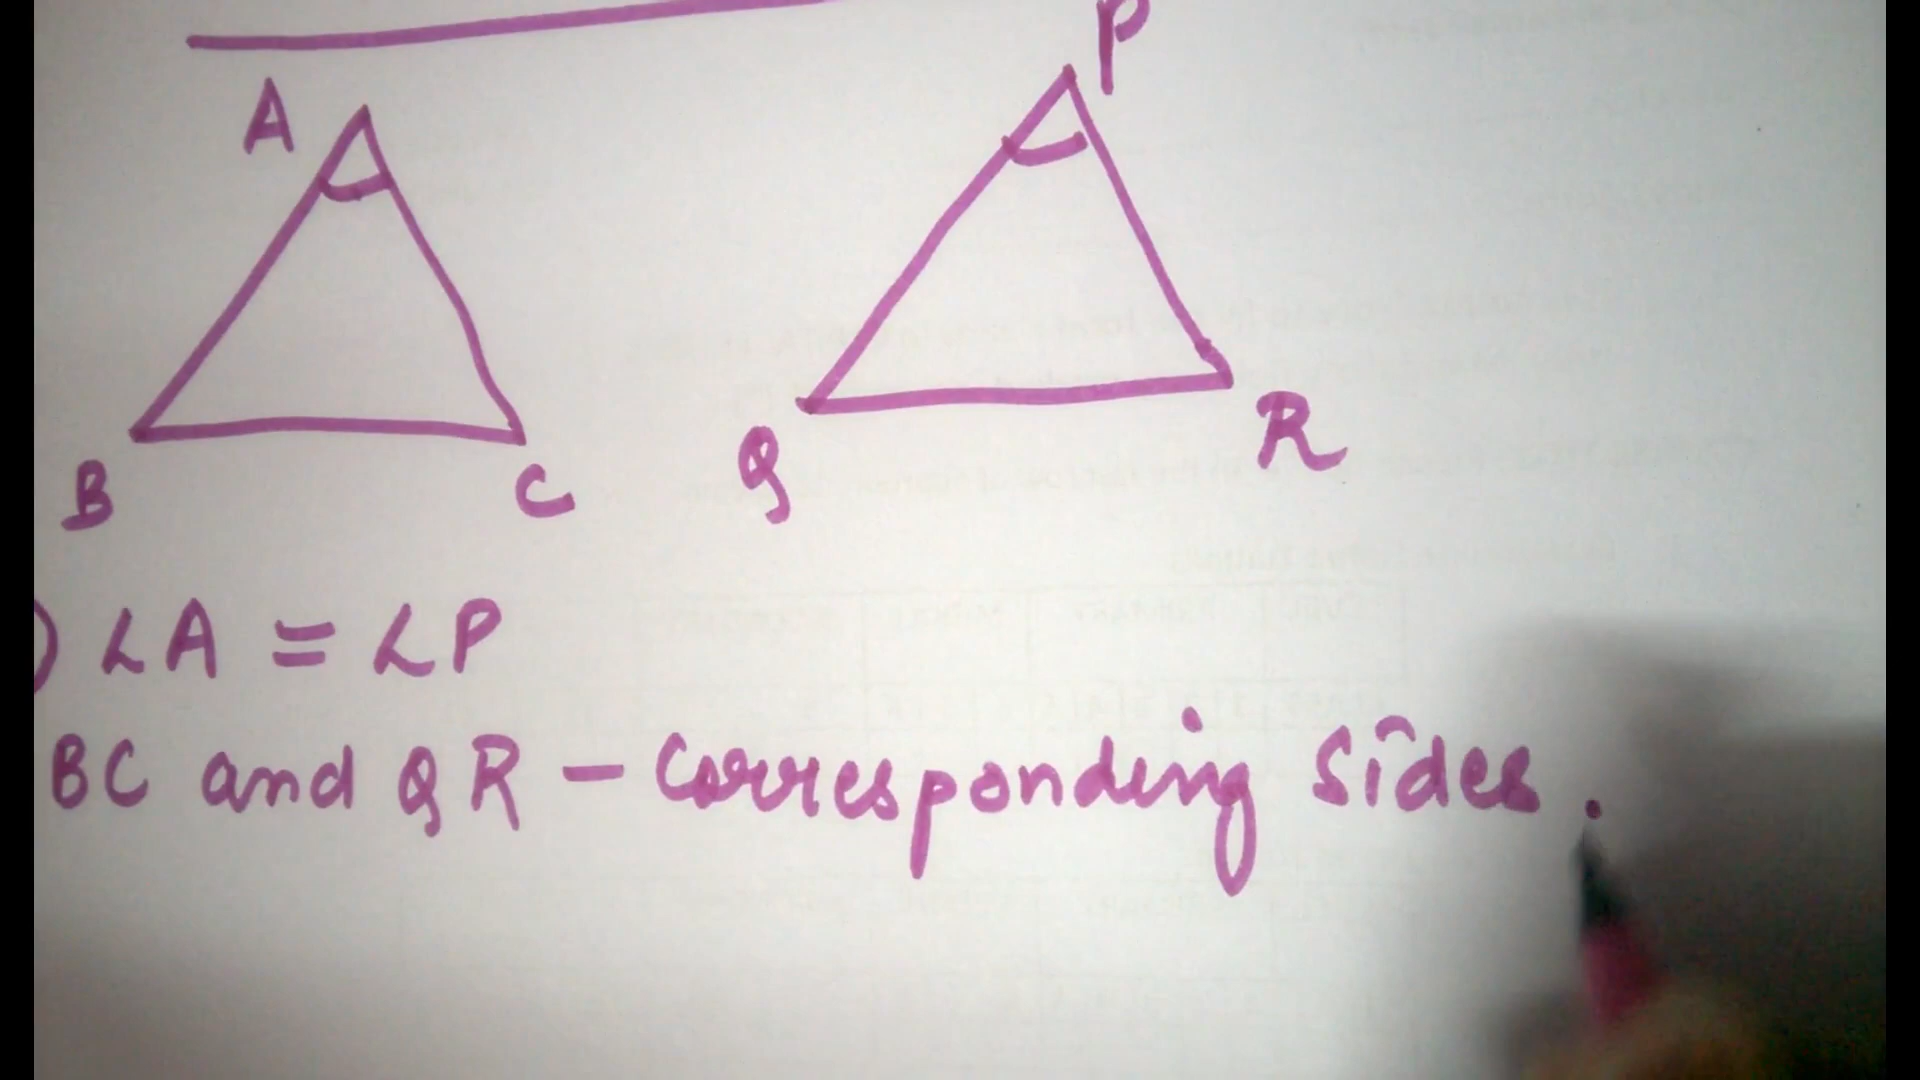 P
A
B
C
Q
R
) ∠A = ∠P
BC and QR - Corresponding Sides.